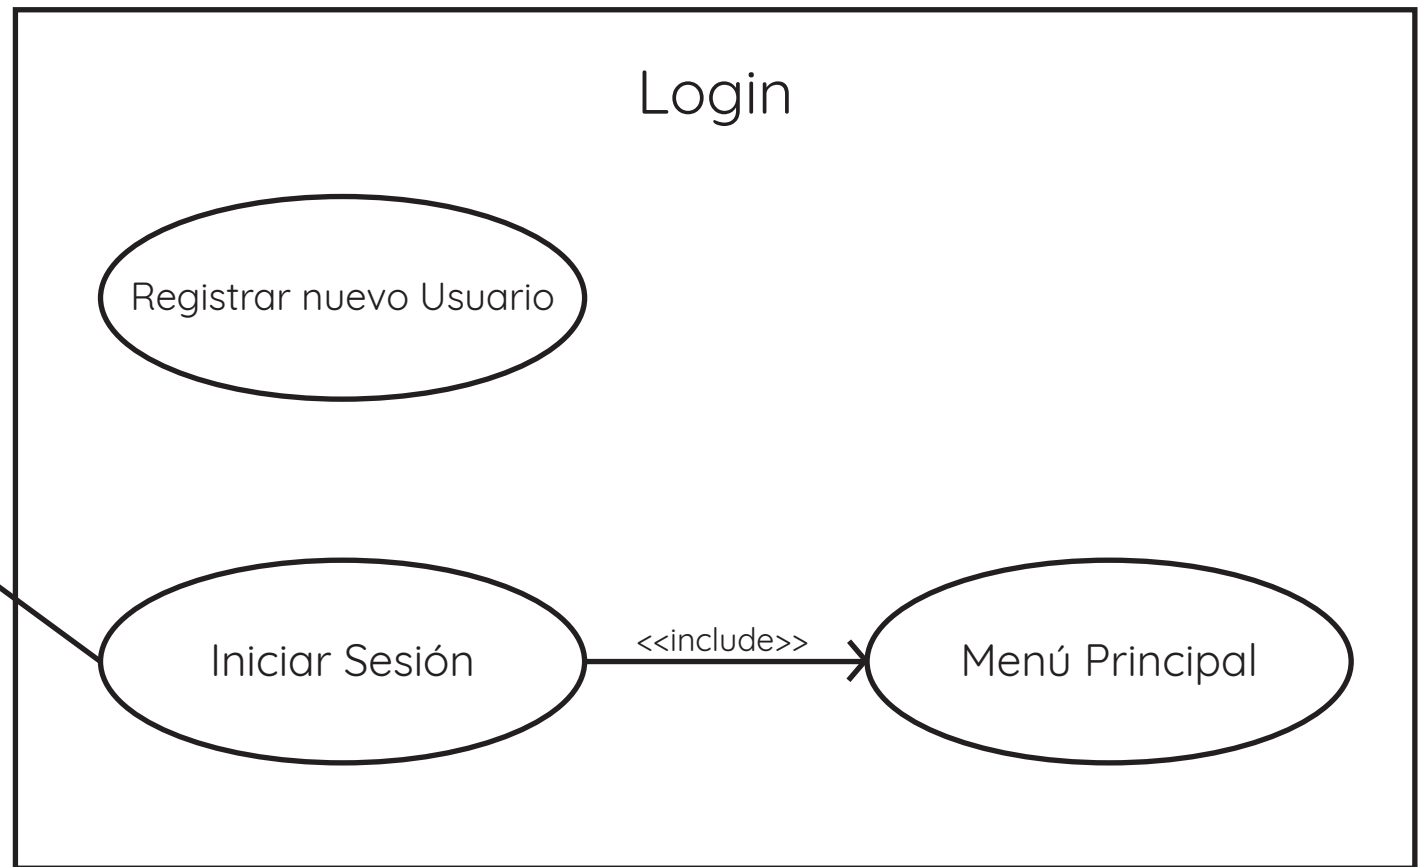 Login
Registrar nuevo Usuario
Iniciar Sesión
<<include>>
Menú Principal